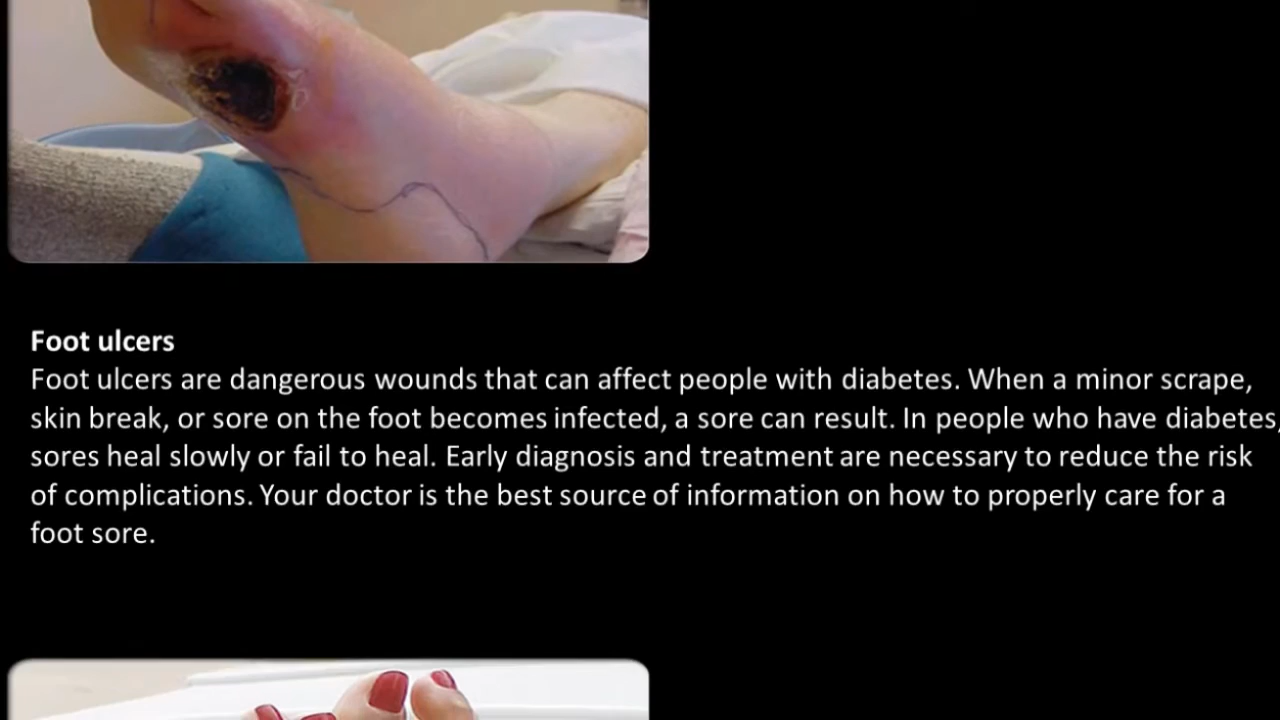 Foot ulcers
Foot ulcers are dangerous wounds that can affect people with diabetes. When a minor scrape,
skin break, or sore on the foot becomes infected, a sore can result. In people who have diabetes,
sores heal slowly or fail to heal. Early diagnosis and treatment are necessary to reduce the risk
of complications. Your doctor is the best source of information on how to properly care for a
foot sore.